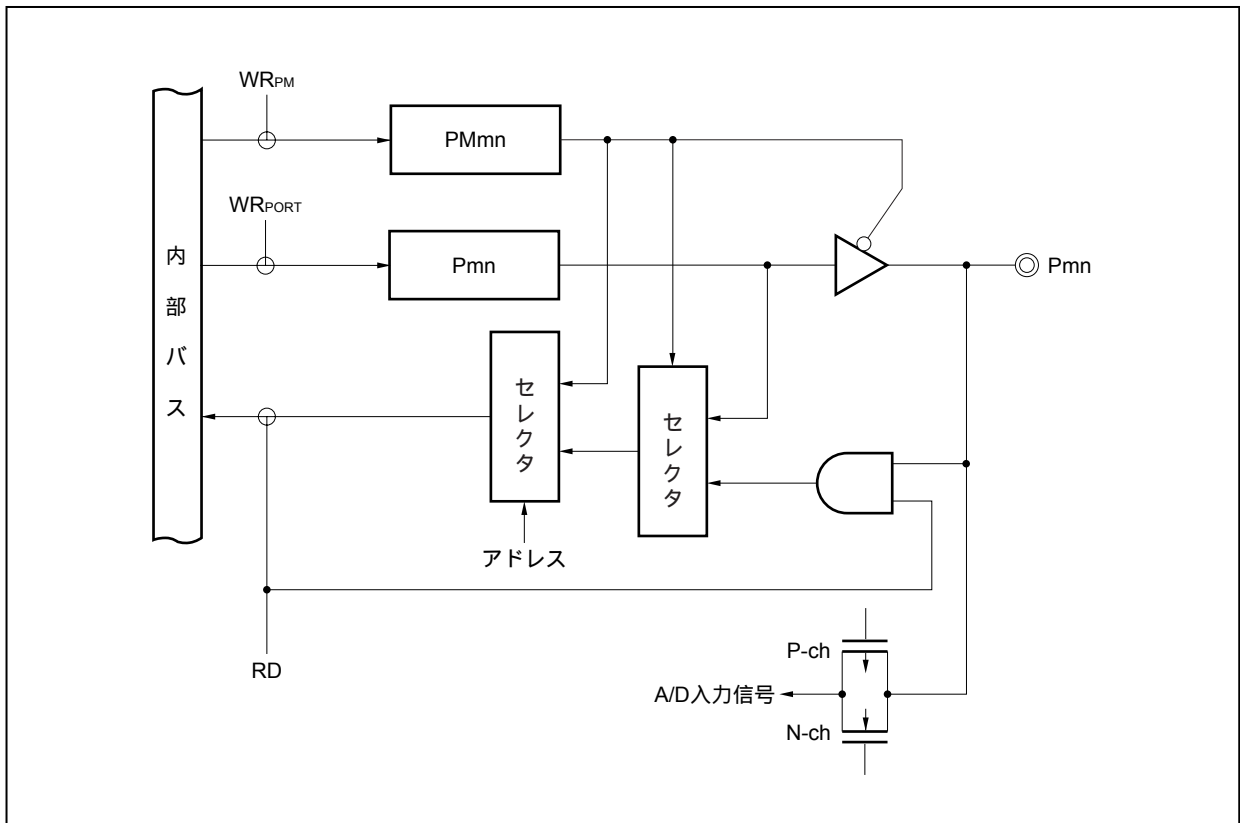 WRPM
PMmn
WRPORT
Pmn
Pmn
内部バス
セレクタ
セレクタ
アドレス
RD
P-ch
A/D入力信号
N-ch